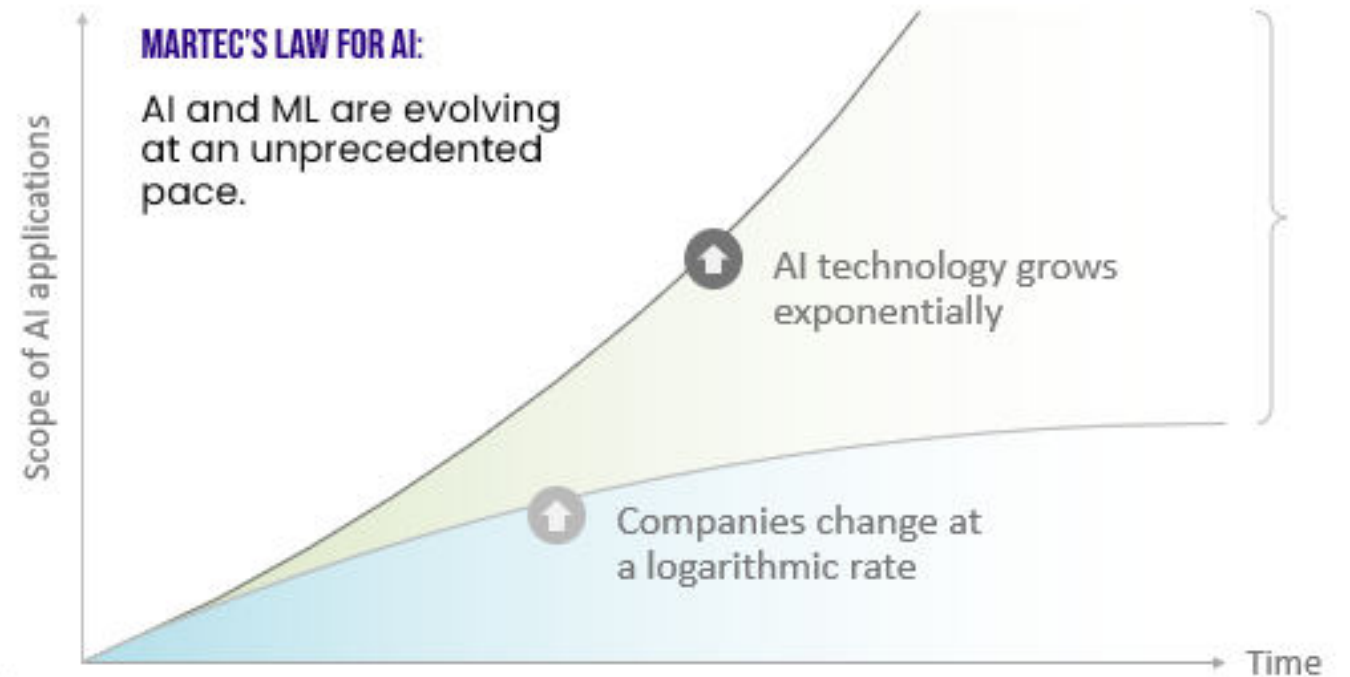 MARTEC'S LAW FOR AI:
AI and ML are evolving
at an unprecedented
pace.
Scope of AI applications
AI technology grows
exponentially
Companies change at
a logarithmic rate
Time